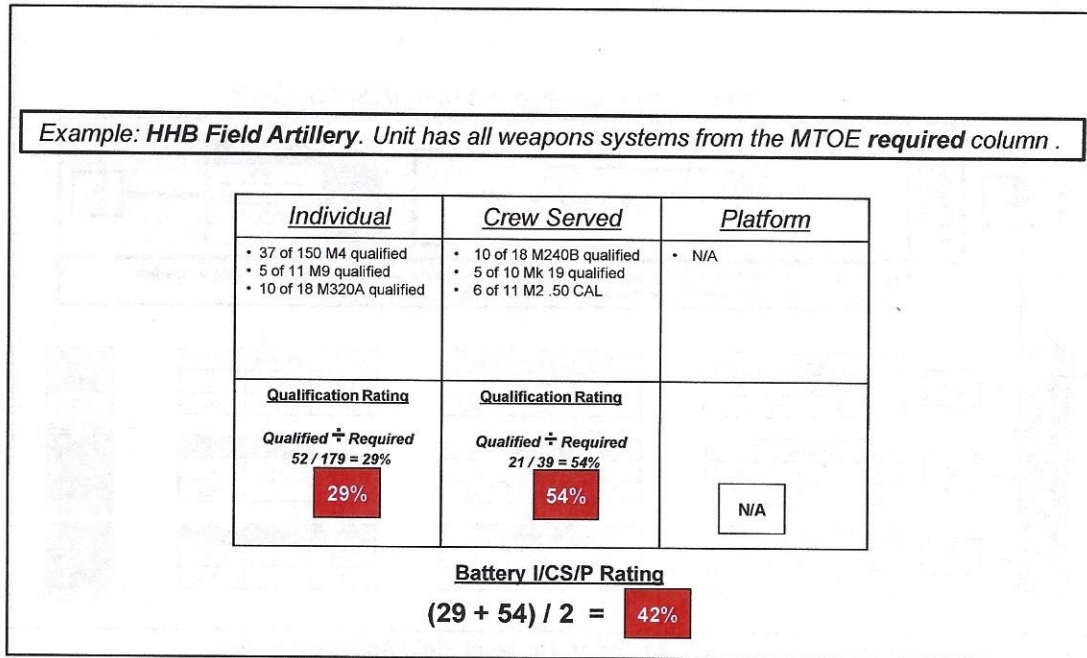 Example: HHB Field Artillery. Unit has all weapons systems from the MTOE required column .
Individual
• 37 of 150 M4 qualified
• 5 of 11 M9 qualified
• 10 of 18 M320A qualified
Crew Served
• 10 of 18 M240B qualified
• 5 of 10 Mk 19 qualified
• 6 of 11 M2 .50 CAL
Platform
• N/A
Qualification Rating
Qualified ÷ Required
52 / 179 = 29%
29%
Qualification Rating
Qualified ÷ Required
21 / 39 = 54%
54%
N/A
Battery I/CS/P Rating
(29 + 54) / 2 = 42%